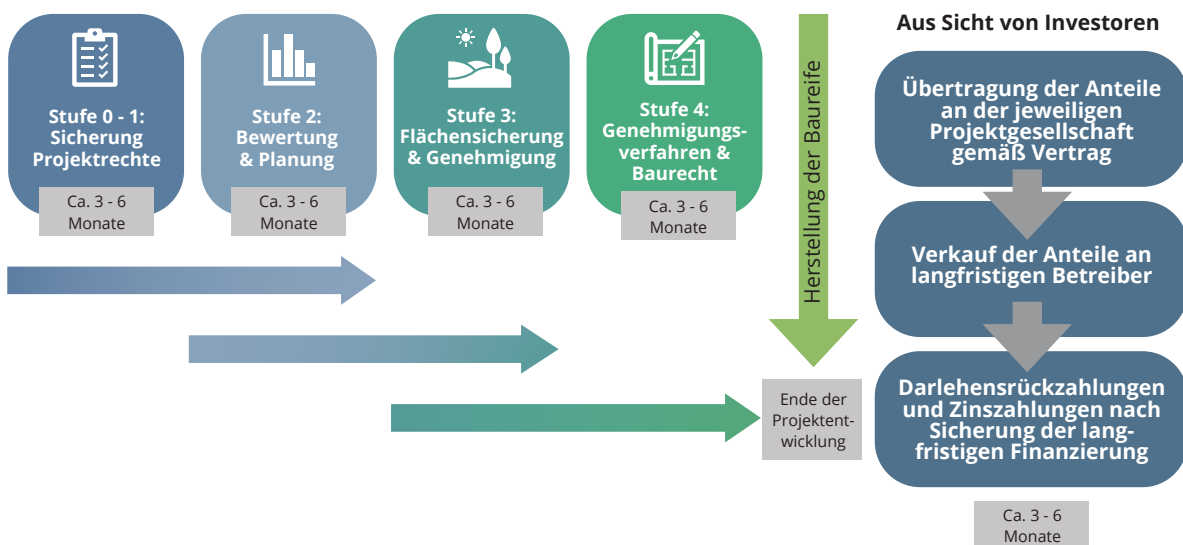 Stufe 0 - 1:
Sicherung
Projektrechte
Ca. 3 - 6
Monate
Stufe 2:
Bewertung
& Planung
Ca. 3 - 6
Monate
Stufe 3:
Flächensicherung
& Genehmigung
Ca. 3 - 6
Monate
Stufe 4:
Genehmigungs-
verfahren &
Baurecht
Ca. 3 - 6
Monate
Herstellung der Baureife
Ende der
Projektent-
wicklung
Aus Sicht von Investoren
Übertragung der Anteile
an der jeweiligen
Projektgesellschaft
gemäß Vertrag
Verkauf der Anteile an
langfristigen Betreiber
Darlehensrückzahlungen
und Zinszahlungen nach
Sicherung der lang-
fristigen Finanzierung
Ca. 3 - 6
Monate